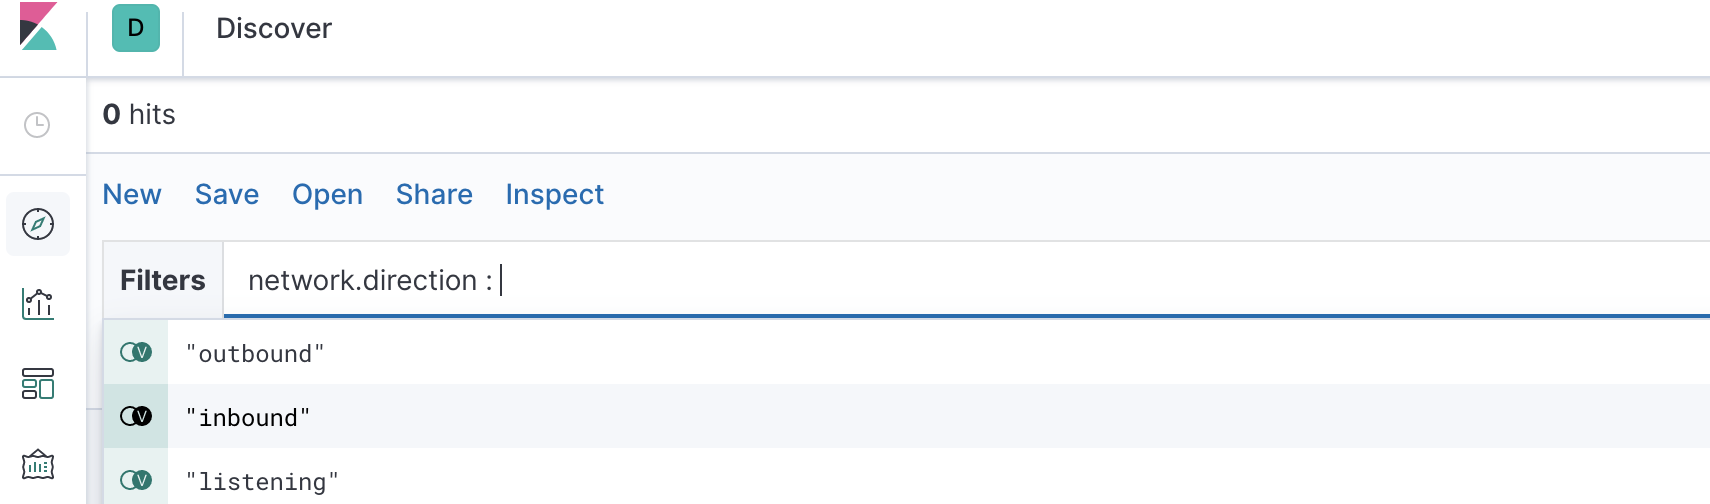 D Discover
0 hits
New Save Open Share Inspect
Filters network.direction :
V "outbound"
V "inbound"
V "listening"